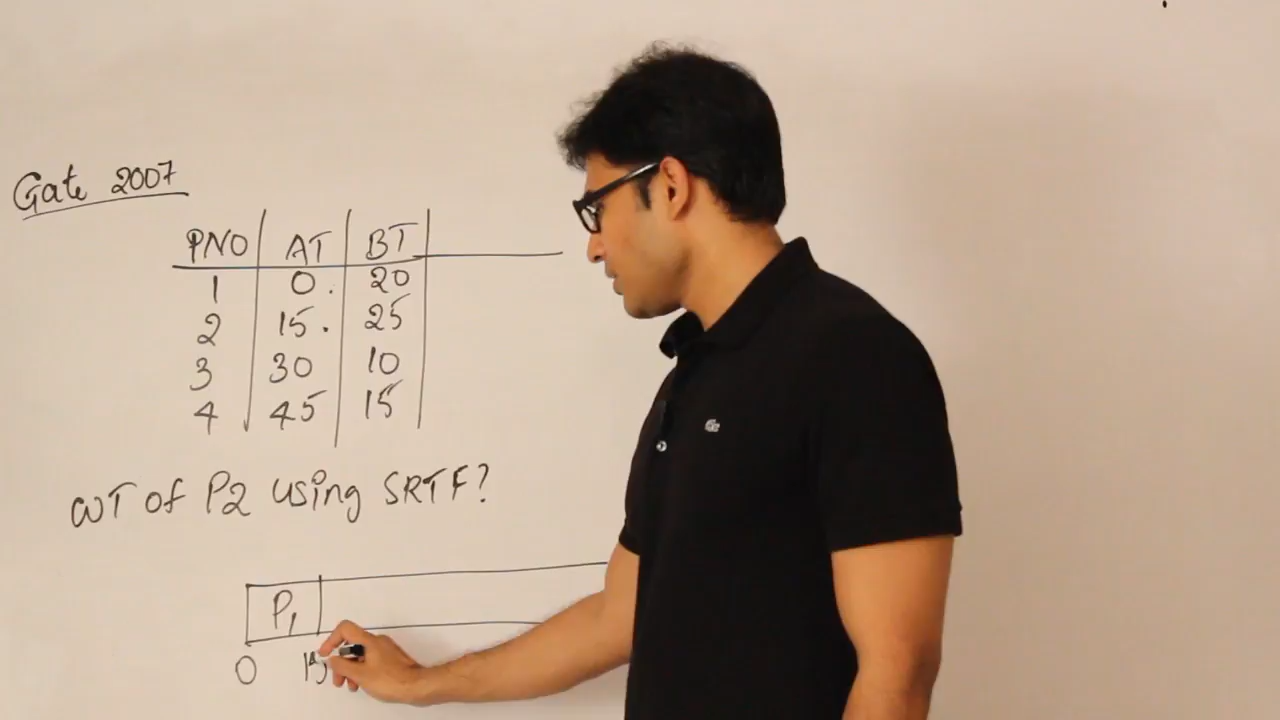 Gate 2007
PNO AT BT
1 0 20
2 15 25
3 30 10
4 45 15
WT of P2 using SRTF?
P1
0 15